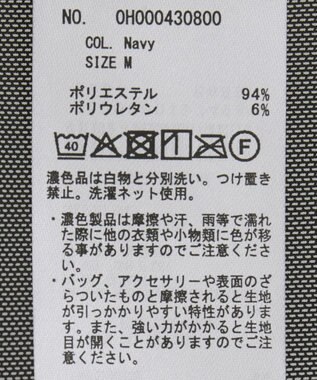 NO. OH000430800
COL. Navy
SIZE M
ポリエステル 94%
ポリウレタン 6%
40 F
濃色品は白物と分別洗い。つけ置き
禁止。洗濯ネット使用。
・濃色製品は摩擦や汗、雨等で濡れ
た際に他の衣類や小物類に色が移
る事がありますのでご注意くださ
い。
・バッグ、アクセサリーや表面のざ
らついたものと摩擦されると生地
が引っかかりやすい特性がありま
す。また、強い力がかかると生地
目が開きますのでご注意ください。